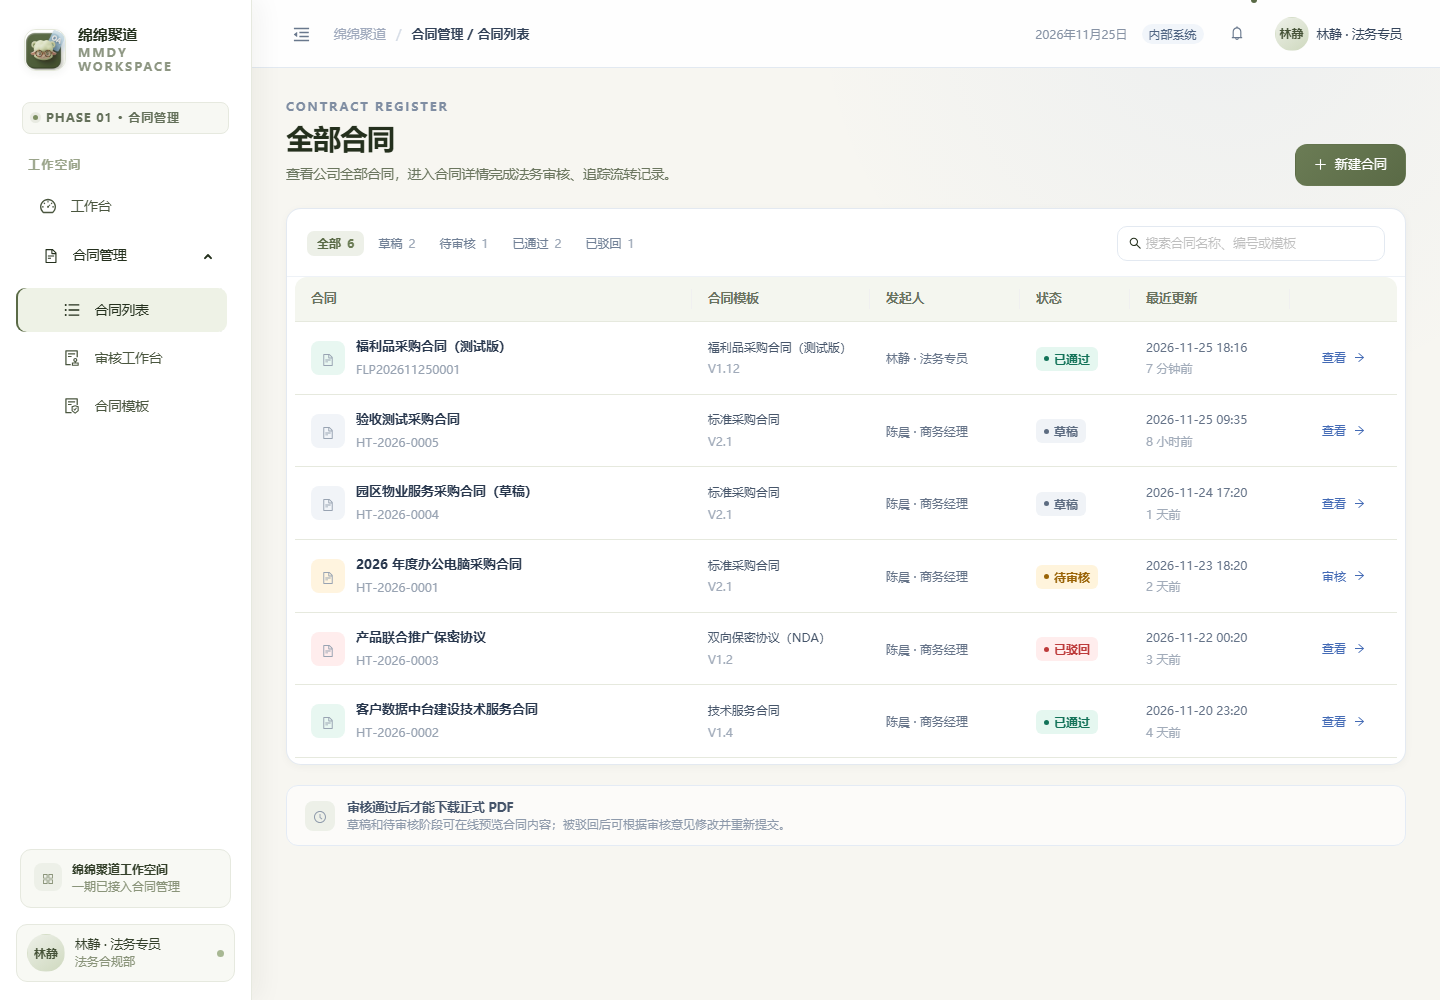 绵绵聚道
MMDY
WORKSPACE
PHASE 01 • 合同管理
工作空间
工作台
合同管理
合同列表
审核工作台
合同模板
绵绵聚道工作空间
一期已接入合同管理
林静
林静 · 法务专员
法务合规部
绵绵聚道 / 合同管理 / 合同列表
2026年11月25日 内部系统 林静 林静 · 法务专员
CONTRACT REGISTER
全部合同
查看公司全部合同，进入合同详情完成法务审核、追踪流转记录。
新建合同
全部 6 草稿 2 待审核 1 已通过 2 已驳回 1
搜索合同名称、编号或模板
合同 合同模板 发起人 状态 最近更新
福利品采购合同（测试版） 福利品采购合同（测试版） 林静 · 法务专员 已通过 2026-11-25 18:16 查看
FLP202611250001 V1.12 7 分钟前
验收测试采购合同 标准采购合同 陈晨 · 商务经理 草稿 2026-11-25 09:35 查看
HT-2026-0005 V2.1 8 小时前
园区物业服务采购合同（草稿） 标准采购合同 陈晨 · 商务经理 草稿 2026-11-24 17:20 查看
HT-2026-0004 V2.1 1 天前
2026 年度办公电脑采购合同 标准采购合同 陈晨 · 商务经理 待审核 2026-11-23 18:20 审核
HT-2026-0001 V2.1 2 天前
产品联合推广保密协议 双向保密协议（NDA） 陈晨 · 商务经理 已驳回 2026-11-22 00:20 查看
HT-2026-0003 V1.2 3 天前
客户数据中台建设技术服务合同 技术服务合同 陈晨 · 商务经理 已通过 2026-11-20 23:20 查看
HT-2026-0002 V1.4 4 天前
审核通过后才能下载正式 PDF
草稿和待审核阶段可在线预览合同内容；被驳回后可根据审核意见修改并重新提交。